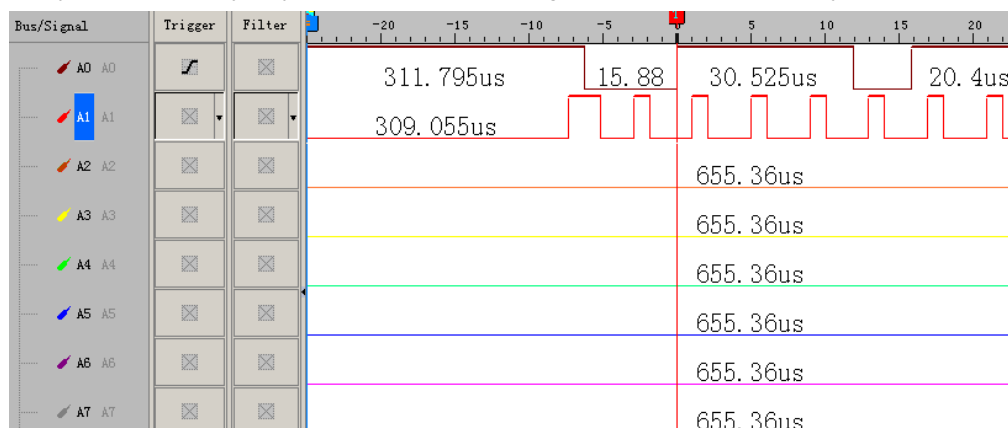 Bus/Signal Trigger Filter -20 -15 -10 -5 1 5 10 15 20
A0 A0 311.795us 15.88 30.525us 20.4us
A1 A1 309.055us
A2 A2 655.36us
A3 A3 655.36us
A4 A4 655.36us
A5 A5 655.36us
A6 A6 655.36us
A7 A7 655.36us